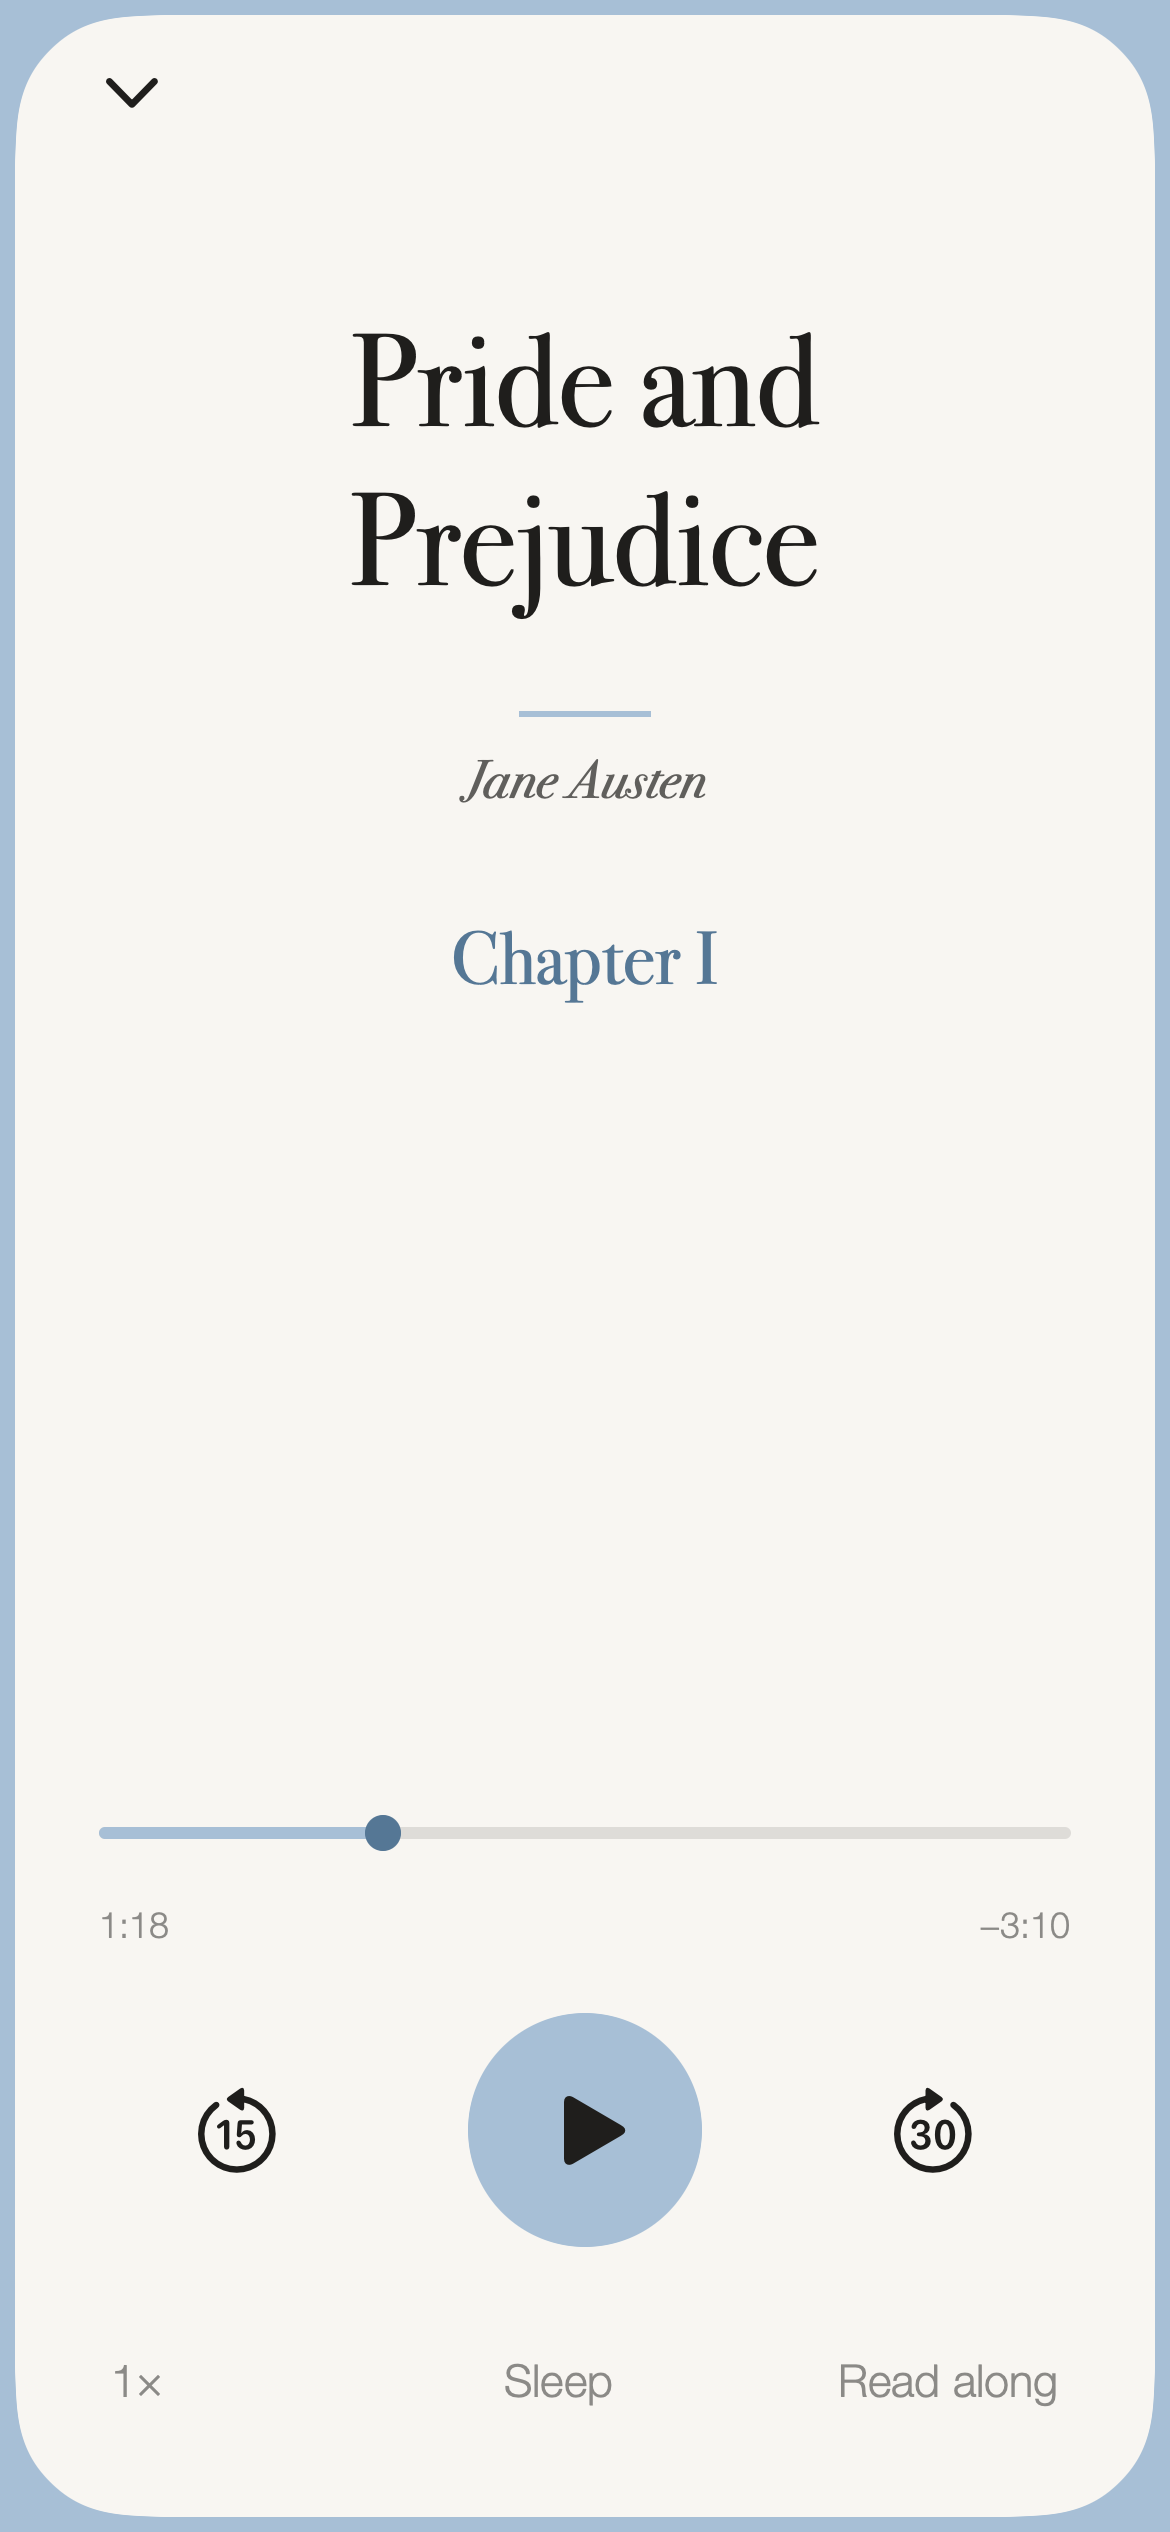 Pride and
Prejudice
Jane Austen
Chapter I
1:18
–3:10
15
30
1×
Sleep
Read along